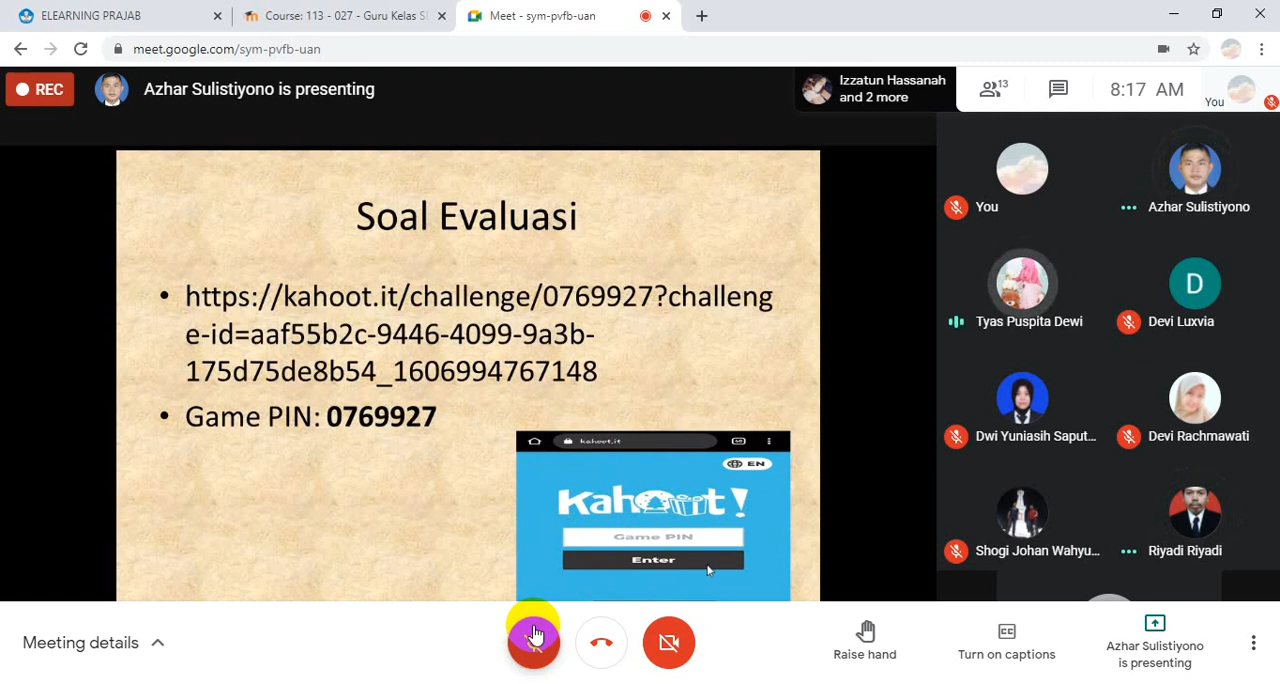 ELEARNING PRAJAB
Course: 113 - 027 - Guru Kelas S
Meet - sym-pvfb-uan
meet.google.com/sym-pvfb-uan
REC
Azhar Sulistiyono is presenting
Izzatun Hassanah
and 2 more
13
8:17 AM
You
Soal Evaluasi
• https://kahoot.it/challenge/0769927?challeng
e-id=aaf55b2c-9446-4099-9a3b-
175d75de8b54_1606994767148
• Game PIN: 0769927
kahoot.it
EN
Kahoot!
Game PIN
Enter
You
Azhar Sulistiyono
Tyas Puspita Dewi
D
Devi Luxvia
Dwi Yuniasih Saput...
Devi Rachmawati
Shogi Johan Wahyu...
Riyadi Riyadi
Meeting details
Raise hand
Turn on captions
Azhar Sulistiyono
is presenting